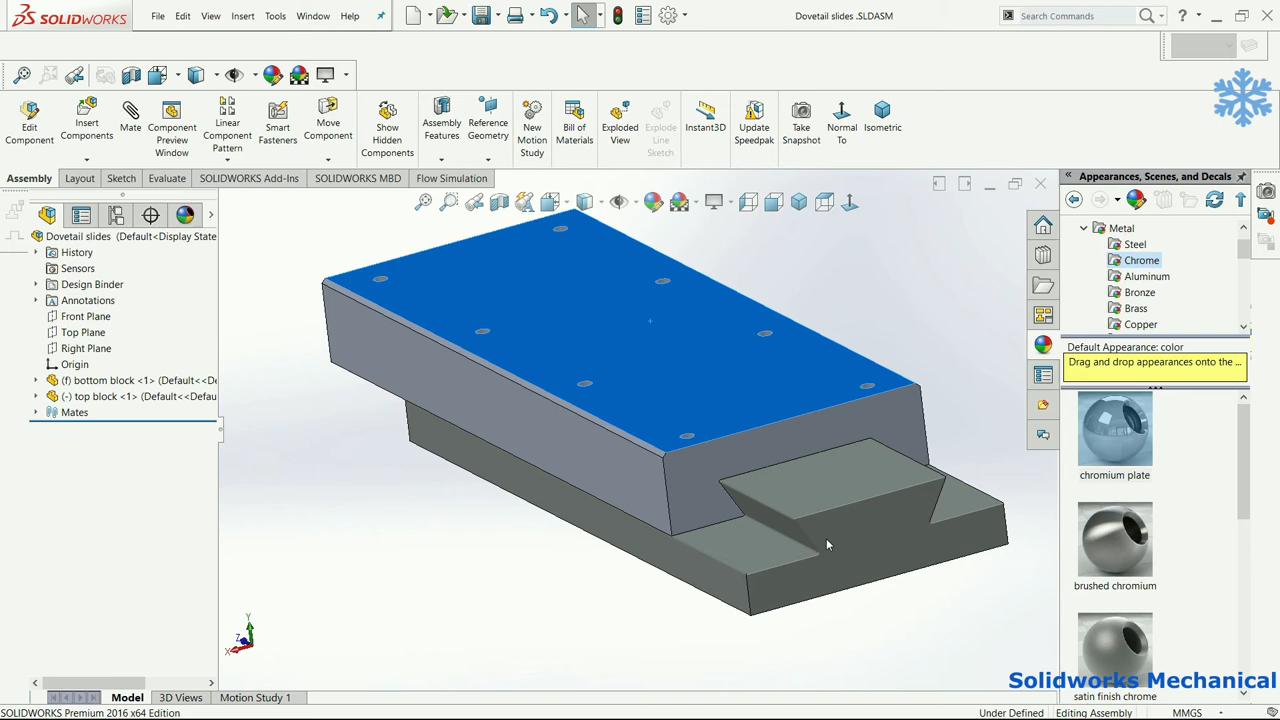 SOLIDWORKS
File Edit View Insert Tools Window Help
Dovetail slides .SLDASM
Search Commands
?
Edit Component
Insert Components
Mate
Component Preview Window
Linear Component Pattern
Smart Fasteners
Move Component
Show Hidden Components
Assembly Features
Reference Geometry
New Motion Study
Bill of Materials
Exploded View
Explode Line Sketch
Instant3D
Update Speedpak
Take Snapshot
Normal To
Isometric
Assembly Layout Sketch Evaluate SOLIDWORKS Add-Ins SOLIDWORKS MBD Flow Simulation
Appearances, Scenes, and Decals
Dovetail slides (Default<Display State
History
Sensors
Design Binder
Annotations
Front Plane
Top Plane
Right Plane
Origin
(f) bottom block <1> (Default<<De
(-) top block <1> (Default<<Defau
Mates
Metal
Steel
Chrome
Aluminum
Bronze
Brass
Copper
Default Appearance: color
Drag and drop appearances onto the ...
chromium plate
brushed chromium
satin finish chrome
Y
Z
X
Solidworks Mechanical
Model 3D Views Motion Study 1
SOLIDWORKS Premium 2016 x64 Edition
Under Defined Editing Assembly MMGS